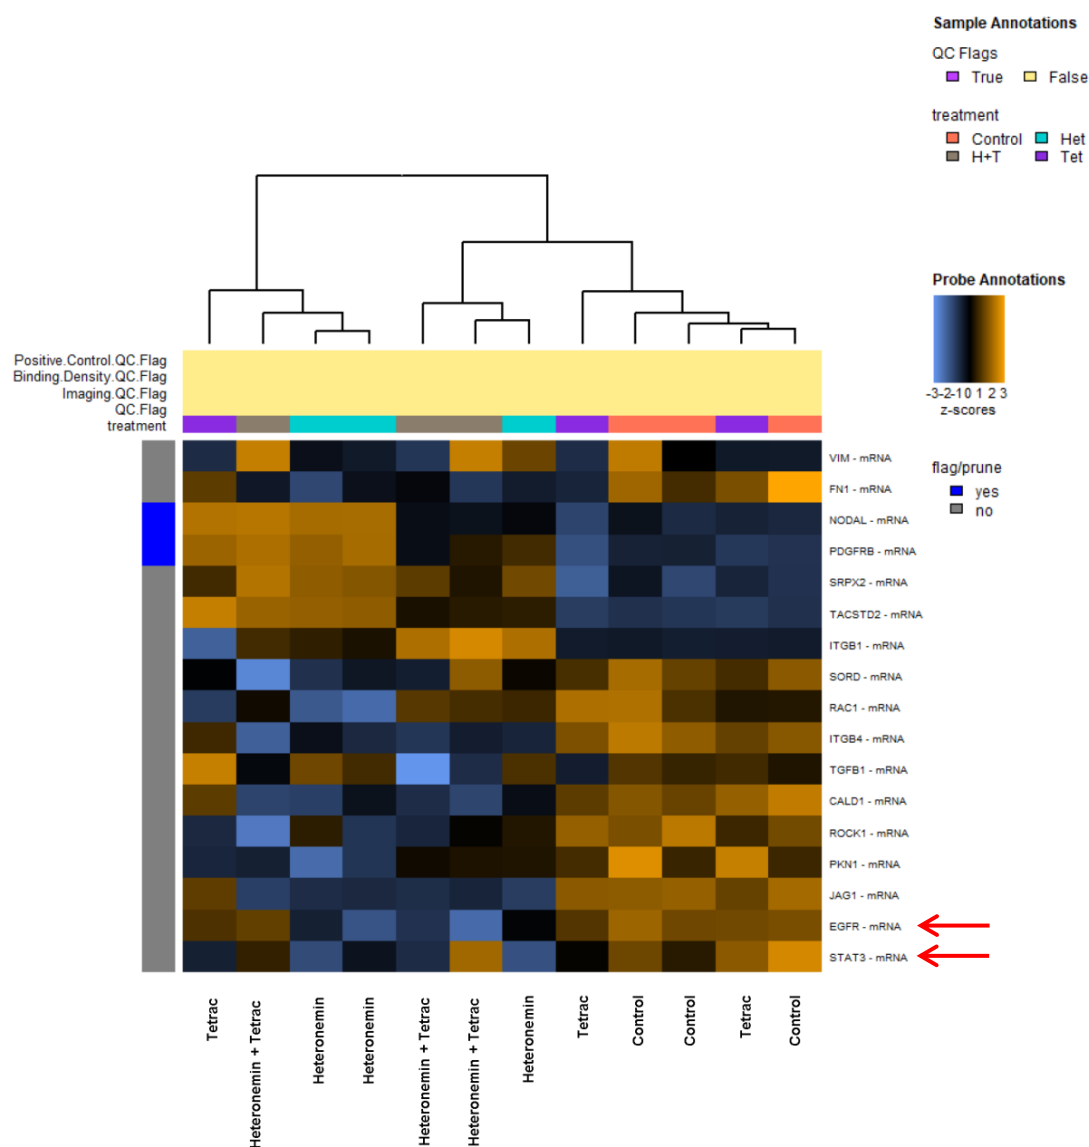 Sample Annotations
QC Flags
True False
treatment
Control Het
H+T Tet
Probe Annotations
-3-2-10 1 2 3
z-scores
flag/prune
yes
no
Positive.Control.QC.Flag
Binding.Density.QC.Flag
Imaging.QC.Flag
QC.Flag
treatment
VIM - mRNA
FN1 - mRNA
NODAL - mRNA
PDGFRB - mRNA
SRPX2 - mRNA
TACSTD2 - mRNA
ITGB1 - mRNA
SORD - mRNA
RAC1 - mRNA
ITGB4 - mRNA
TGFB1 - mRNA
CALD1 - mRNA
ROCK1 - mRNA
PKN1 - mRNA
JAG1 - mRNA
EGFR - mRNA
STAT3 - mRNA
Tetrac
Heteronemin + Tetrac
Heteronemin
Heteronemin
Heteronemin + Tetrac
Heteronemin + Tetrac
Heteronemin
Tetrac
Control
Control
Tetrac
Control